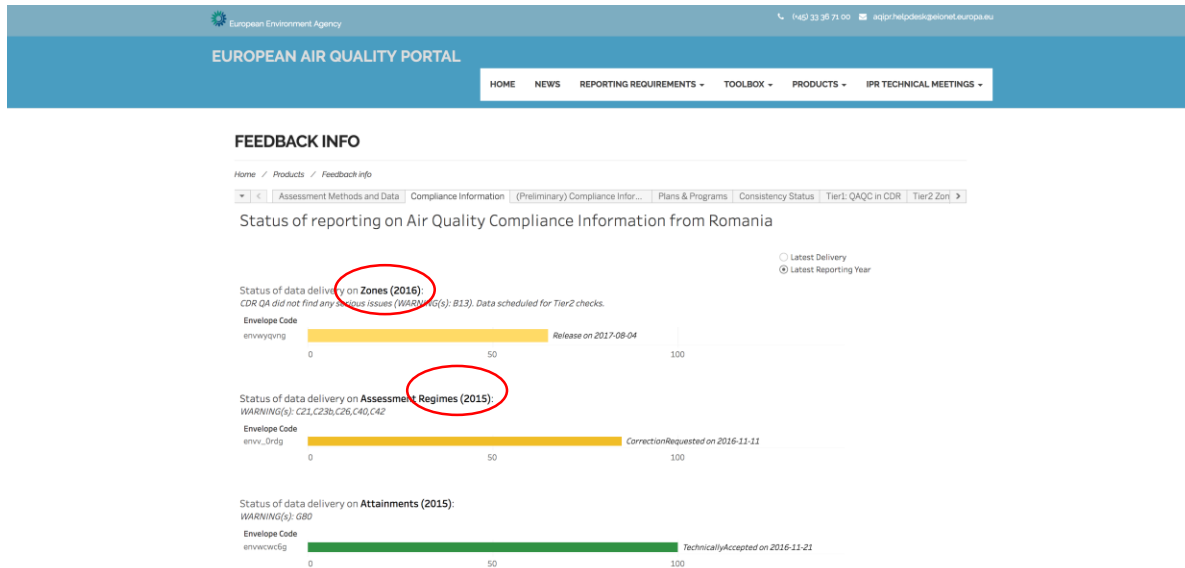 European Environment Agency
(+45) 33 36 71 00 aqipr.helpdesk@eionet.europa.eu
EUROPEAN AIR QUALITY PORTAL
HOME NEWS REPORTING REQUIREMENTS TOOLBOX PRODUCTS IPR TECHNICAL MEETINGS
FEEDBACK INFO
Home / Products / Feedback info
Assessment Methods and Data Compliance Information (Preliminary) Compliance Infor... Plans & Programs Consistency Status Tier1: QAQC in CDR Tier2 Zon
Status of reporting on Air Quality Compliance Information from Romania
Latest Delivery
Latest Reporting Year
Status of data delivery on Zones (2016):
CDR QA did not find any serious issues (WARNING(s): B13). Data scheduled for Tier2 checks.
Envelope Code
envwyqvng Release on 2017-08-04
0 50 100
Status of data delivery on Assessment Regimes (2015):
WARNING(s): C21,C23b,C26,C40,C42
Envelope Code
envv_0rdg CorrectionRequested on 2016-11-11
0 50 100
Status of data delivery on Attainments (2015):
WARNING(s): G80
Envelope Code
envwcwc6g TechnicallyAccepted on 2016-11-21
0 50 100